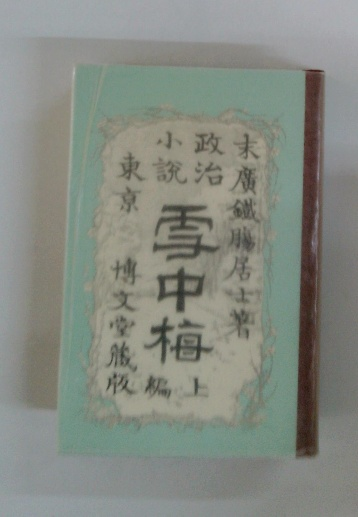 末廣鐵腸居士著
政治
小説
雪中梅
上編
東京 博文堂藏版